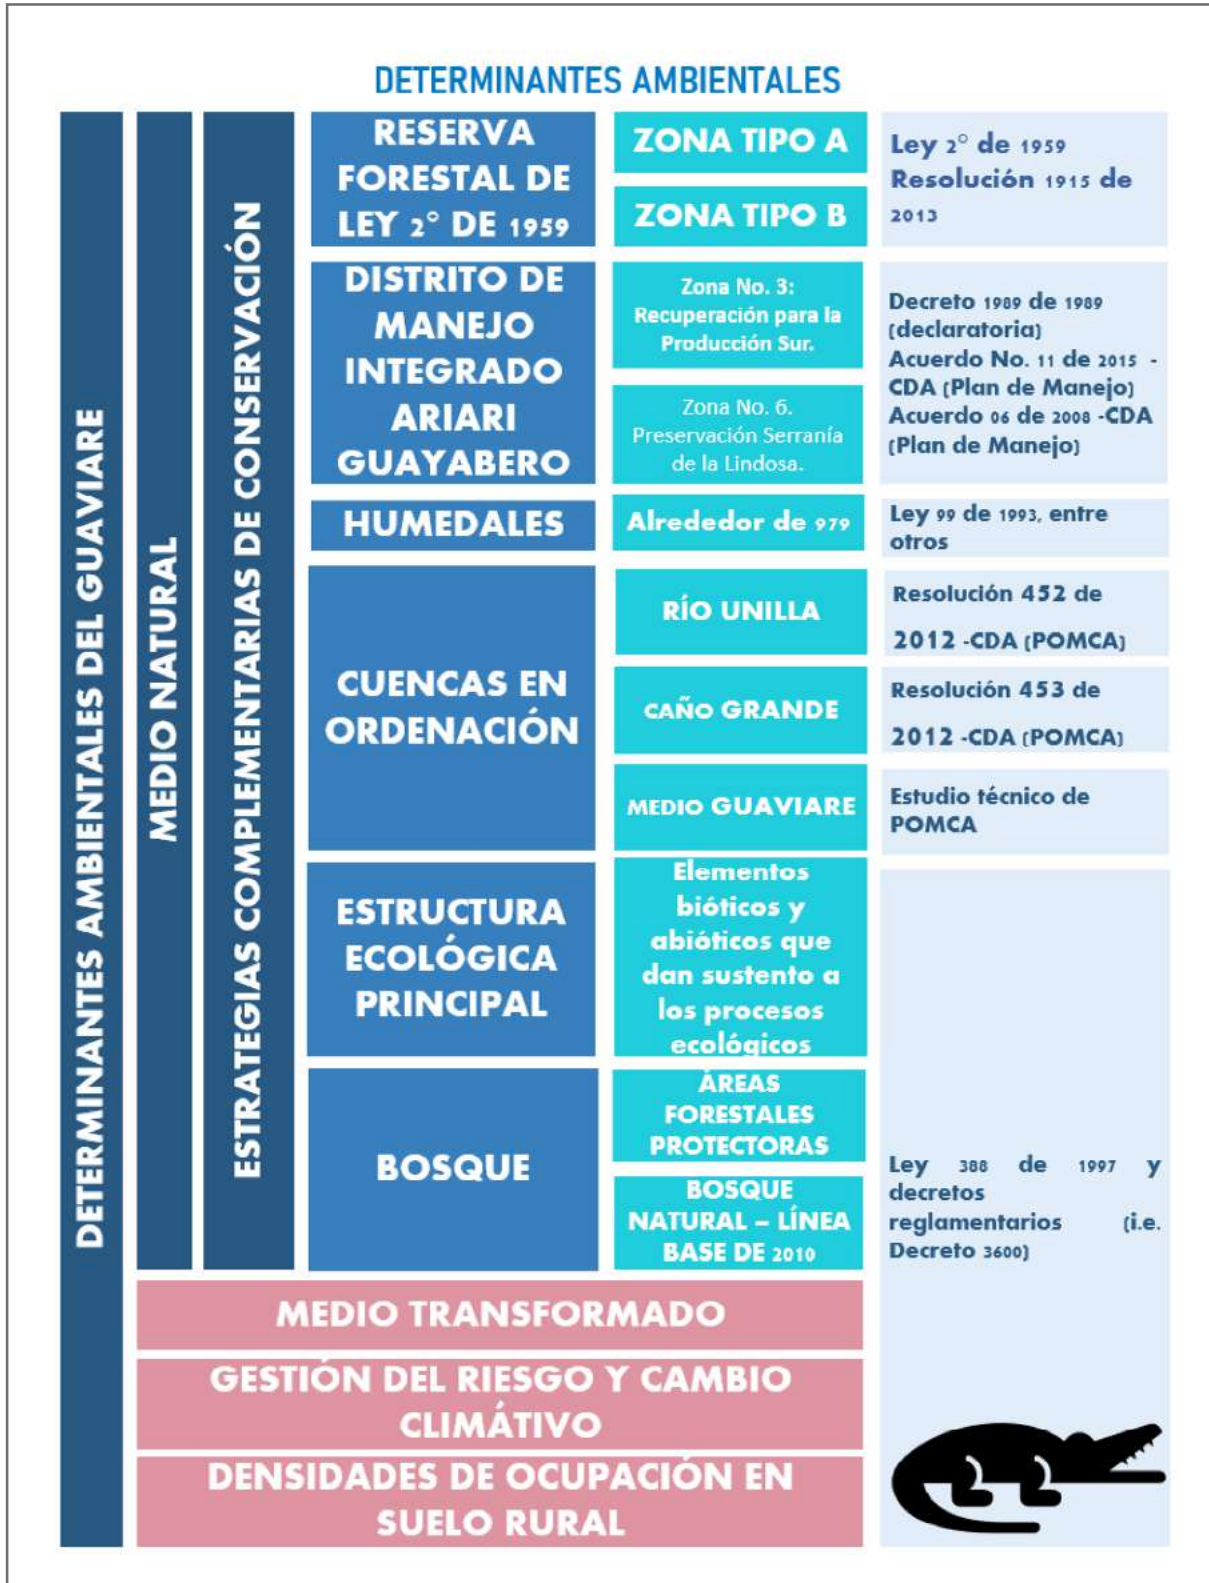 DETERMINANTES AMBIENTALES
DETERMINANTES AMBIENTALES DEL GUAVIARE
MEDIO NATURAL
ESTRATEGIAS COMPLEMENTARIAS DE CONSERVACIÓN
RESERVA
FORESTAL DE
LEY 2° DE 1959
ZONA TIPO A
ZONA TIPO B
Ley 2° de 1959
Resolución 1915 de
2013
DISTRITO DE
MANEJO
INTEGRADO
ARIARI
GUAYABERO
Zona No. 3:
Recuperación para la
Producción Sur.
Zona No. 6.
Preservación Serranía
de la Lindosa.
Decreto 1989 de 1989
(declaratoria)
Acuerdo No. 11 de 2015 -
CDA (Plan de Manejo)
Acuerdo 06 de 2008 -CDA
(Plan de Manejo)
HUMEDALES
Alrededor de 979
Ley 99 de 1993, entre
otros
CUENCAS EN
ORDENACIÓN
RÍO UNILLA
Resolución 452 de
2012 -CDA (POMCA)
CAÑO GRANDE
Resolución 453 de
2012 -CDA (POMCA)
MEDIO GUAVIARE
Estudio técnico de
POMCA
ESTRUCTURA
ECOLÓGICA
PRINCIPAL
Elementos
bióticos y
abióticos que
dan sustento a
los procesos
ecológicos
BOSQUE
ÁREAS
FORESTALES
PROTECTORAS
BOSQUE
NATURAL – LÍNEA
BASE DE 2010
Ley 388 de 1997 y
decretos
reglamentarios (i.e.
Decreto 3600)
MEDIO TRANSFORMADO
GESTIÓN DEL RIESGO Y CAMBIO
CLIMÁTIVO
DENSIDADES DE OCUPACIÓN EN
SUELO RURAL